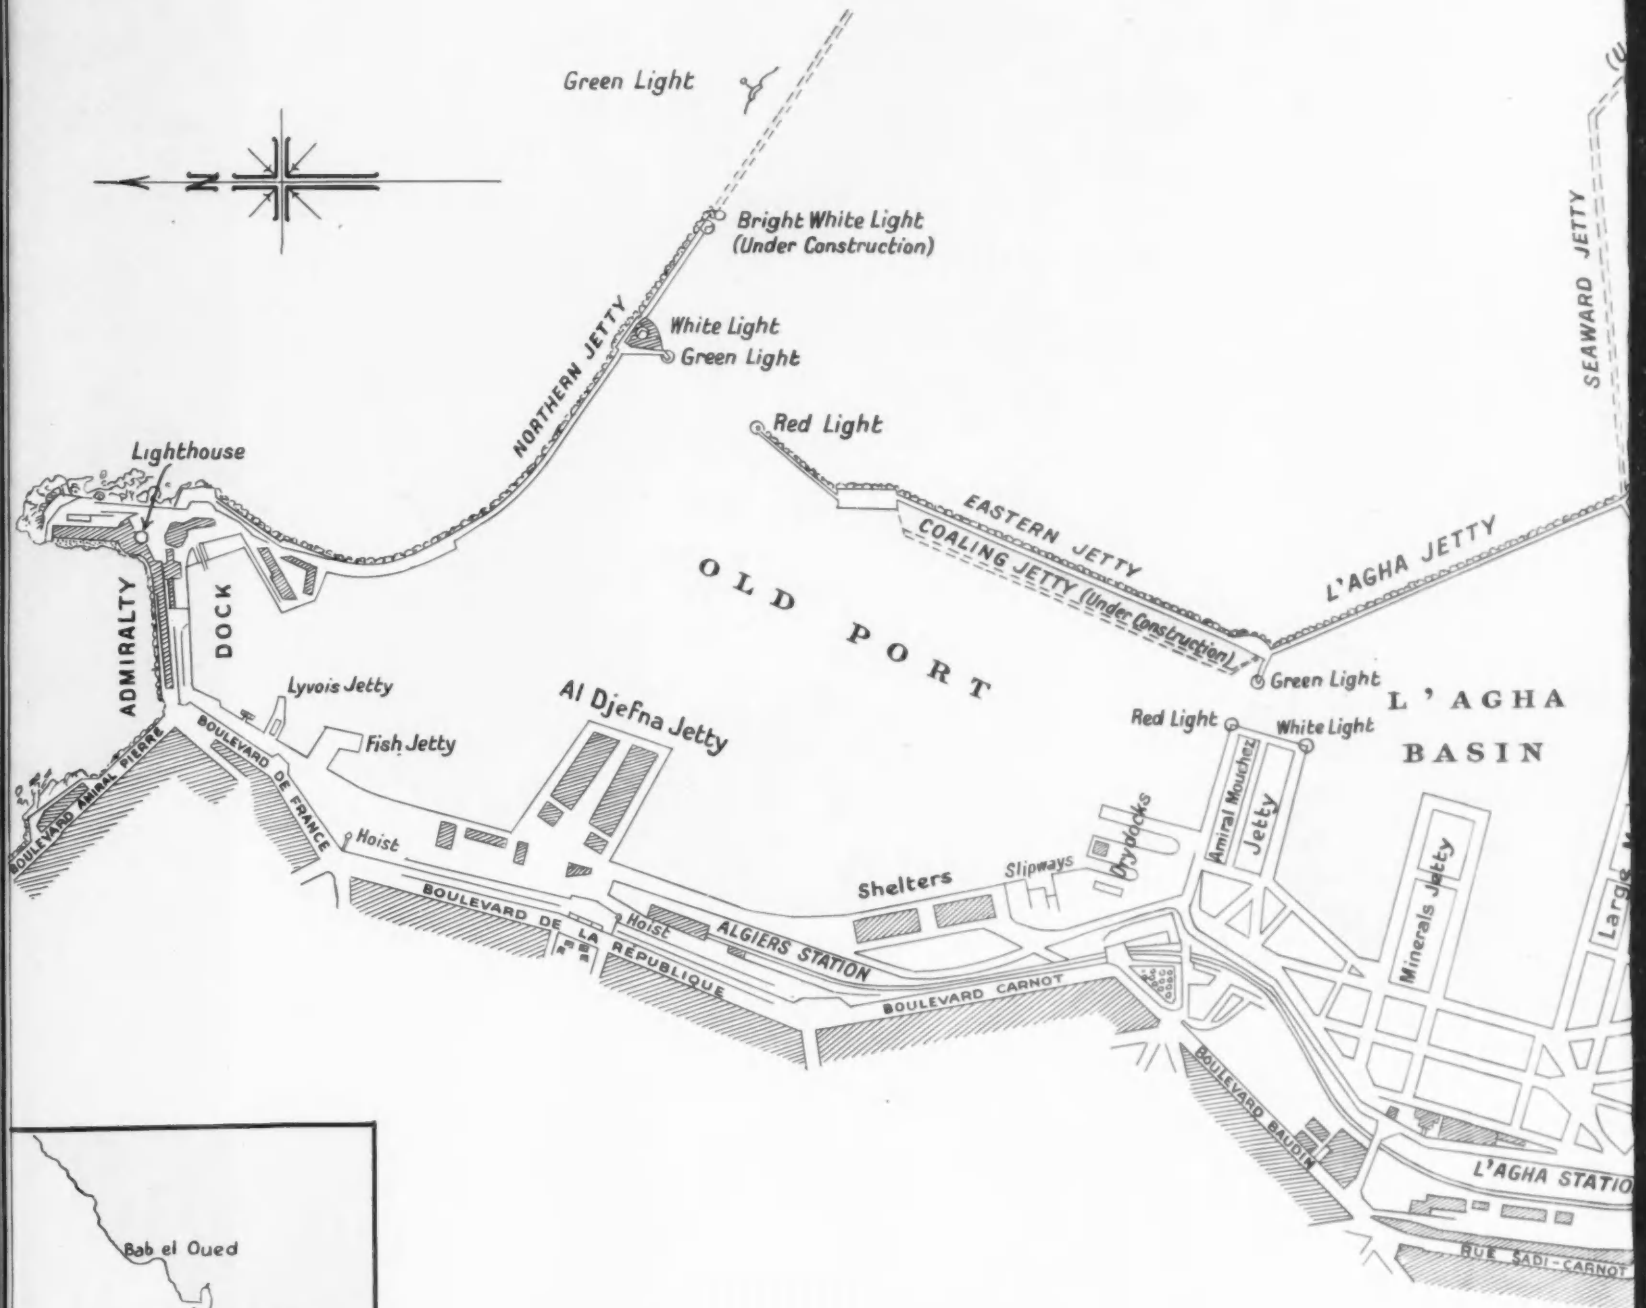 Green Light
N
Bright White Light
(Under Construction)
SEAWARD JETTY
NORTHERN JETTY
White Light
Green Light
Red Light
Lighthouse
EASTERN JETTY
COALING JETTY (Under Construction)
L'AGHA JETTY
OLD PORT
ADMIRALTY
DOCK
Green Light
L'AGHA
BASIN
Lyvois Jetty
Al Djefna Jetty
Red Light
White Light
Fish Jetty
BOULEVARD AMIRAL PIERRE
BOULEVARD DE FRANCE
Hoist
Amiral Mouchez
Jetty
Drydocks
Slipways
Shelters
Minerals Jetty
Large
BOULEVARD DE LA RÉPUBLIQUE
Hoist
ALGIERS STATION
BOULEVARD CARNOT
BOULEVARD BAUDIN
L'AGHA STATIO
RUE SADI-CARNOT
Bab el Oued